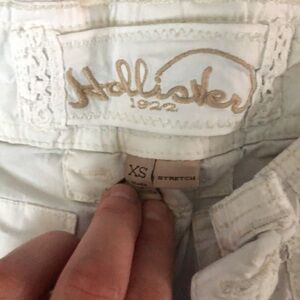 Hollister
1922
XS
STRETCH